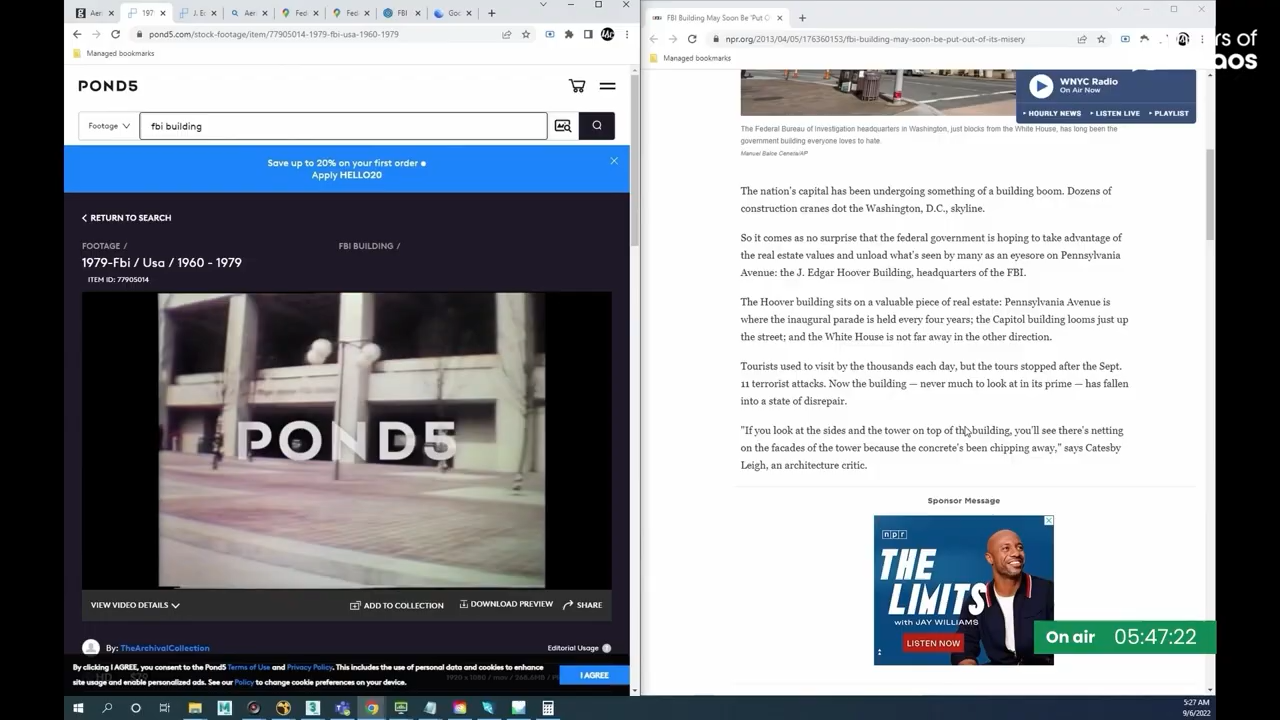 197
J. E
Fed
Fed
FBI
Goo
pond5.com/stock-footage/item/77905014-1979-fbi-usa-1960-1979
Managed bookmarks
POND5
Footage
fbi building
Save up to 20% on your first order
Apply HELLO20
RETURN TO SEARCH
FOOTAGE /
FBI BUILDING /
1979-Fbi / Usa / 1960 - 1979
ITEM ID: 77905014
POND5
VIEW VIDEO DETAILS
ADD TO COLLECTION
DOWNLOAD PREVIEW
SHARE
By: TheArchivalCollection
Editorial Usage
By clicking I AGREE, you consent to the Pond5 Terms of Use and Privacy Policy. This includes the use of personal data and cookies to enhance
site usage and enable personalized ads. See our Policy to change cookie preferences on your device.
I AGREE
FBI Building May Soon Be 'Put O
npr.org/2013/04/05/176360153/fbi-building-may-soon-be-put-out-of-its-misery
Managed bookmarks
rs of
aos
WNYC Radio
On Air Now
HOURLY NEWS
LISTEN LIVE
PLAYLIST
The Federal Bureau of Investigation headquarters in Washington, just blocks from the White House, has long been the
government building everyone loves to hate.
The nation's capital has been undergoing something of a building boom. Dozens of
construction cranes dot the Washington, D.C., skyline.
So it comes as no surprise that the federal government is hoping to take advantage of
the real estate values and unload what's seen by many as an eyesore on Pennsylvania
Avenue: the J. Edgar Hoover Building, headquarters of the FBI.
The Hoover building sits on a valuable piece of real estate: Pennsylvania Avenue is
where the inaugural parade is held every four years; the Capitol building looms just up
the street; and the White House is not far away in the other direction.
Tourists used to visit by the thousands each day, but the tours stopped after the Sept.
11 terrorist attacks. Now the building — never much to look at in its prime — has fallen
into a state of disrepair.
"If you look at the sides and the tower on top of the building, you'll see there's netting
on the facades of the tower because the concrete's been chipping away," says Catesby
Leigh, an architecture critic.
Sponsor Message
npr
THE
LIMITS
with JAY WILLIAMS
LISTEN NOW
On air 05:47:22
5:27 AM
9/6/2022